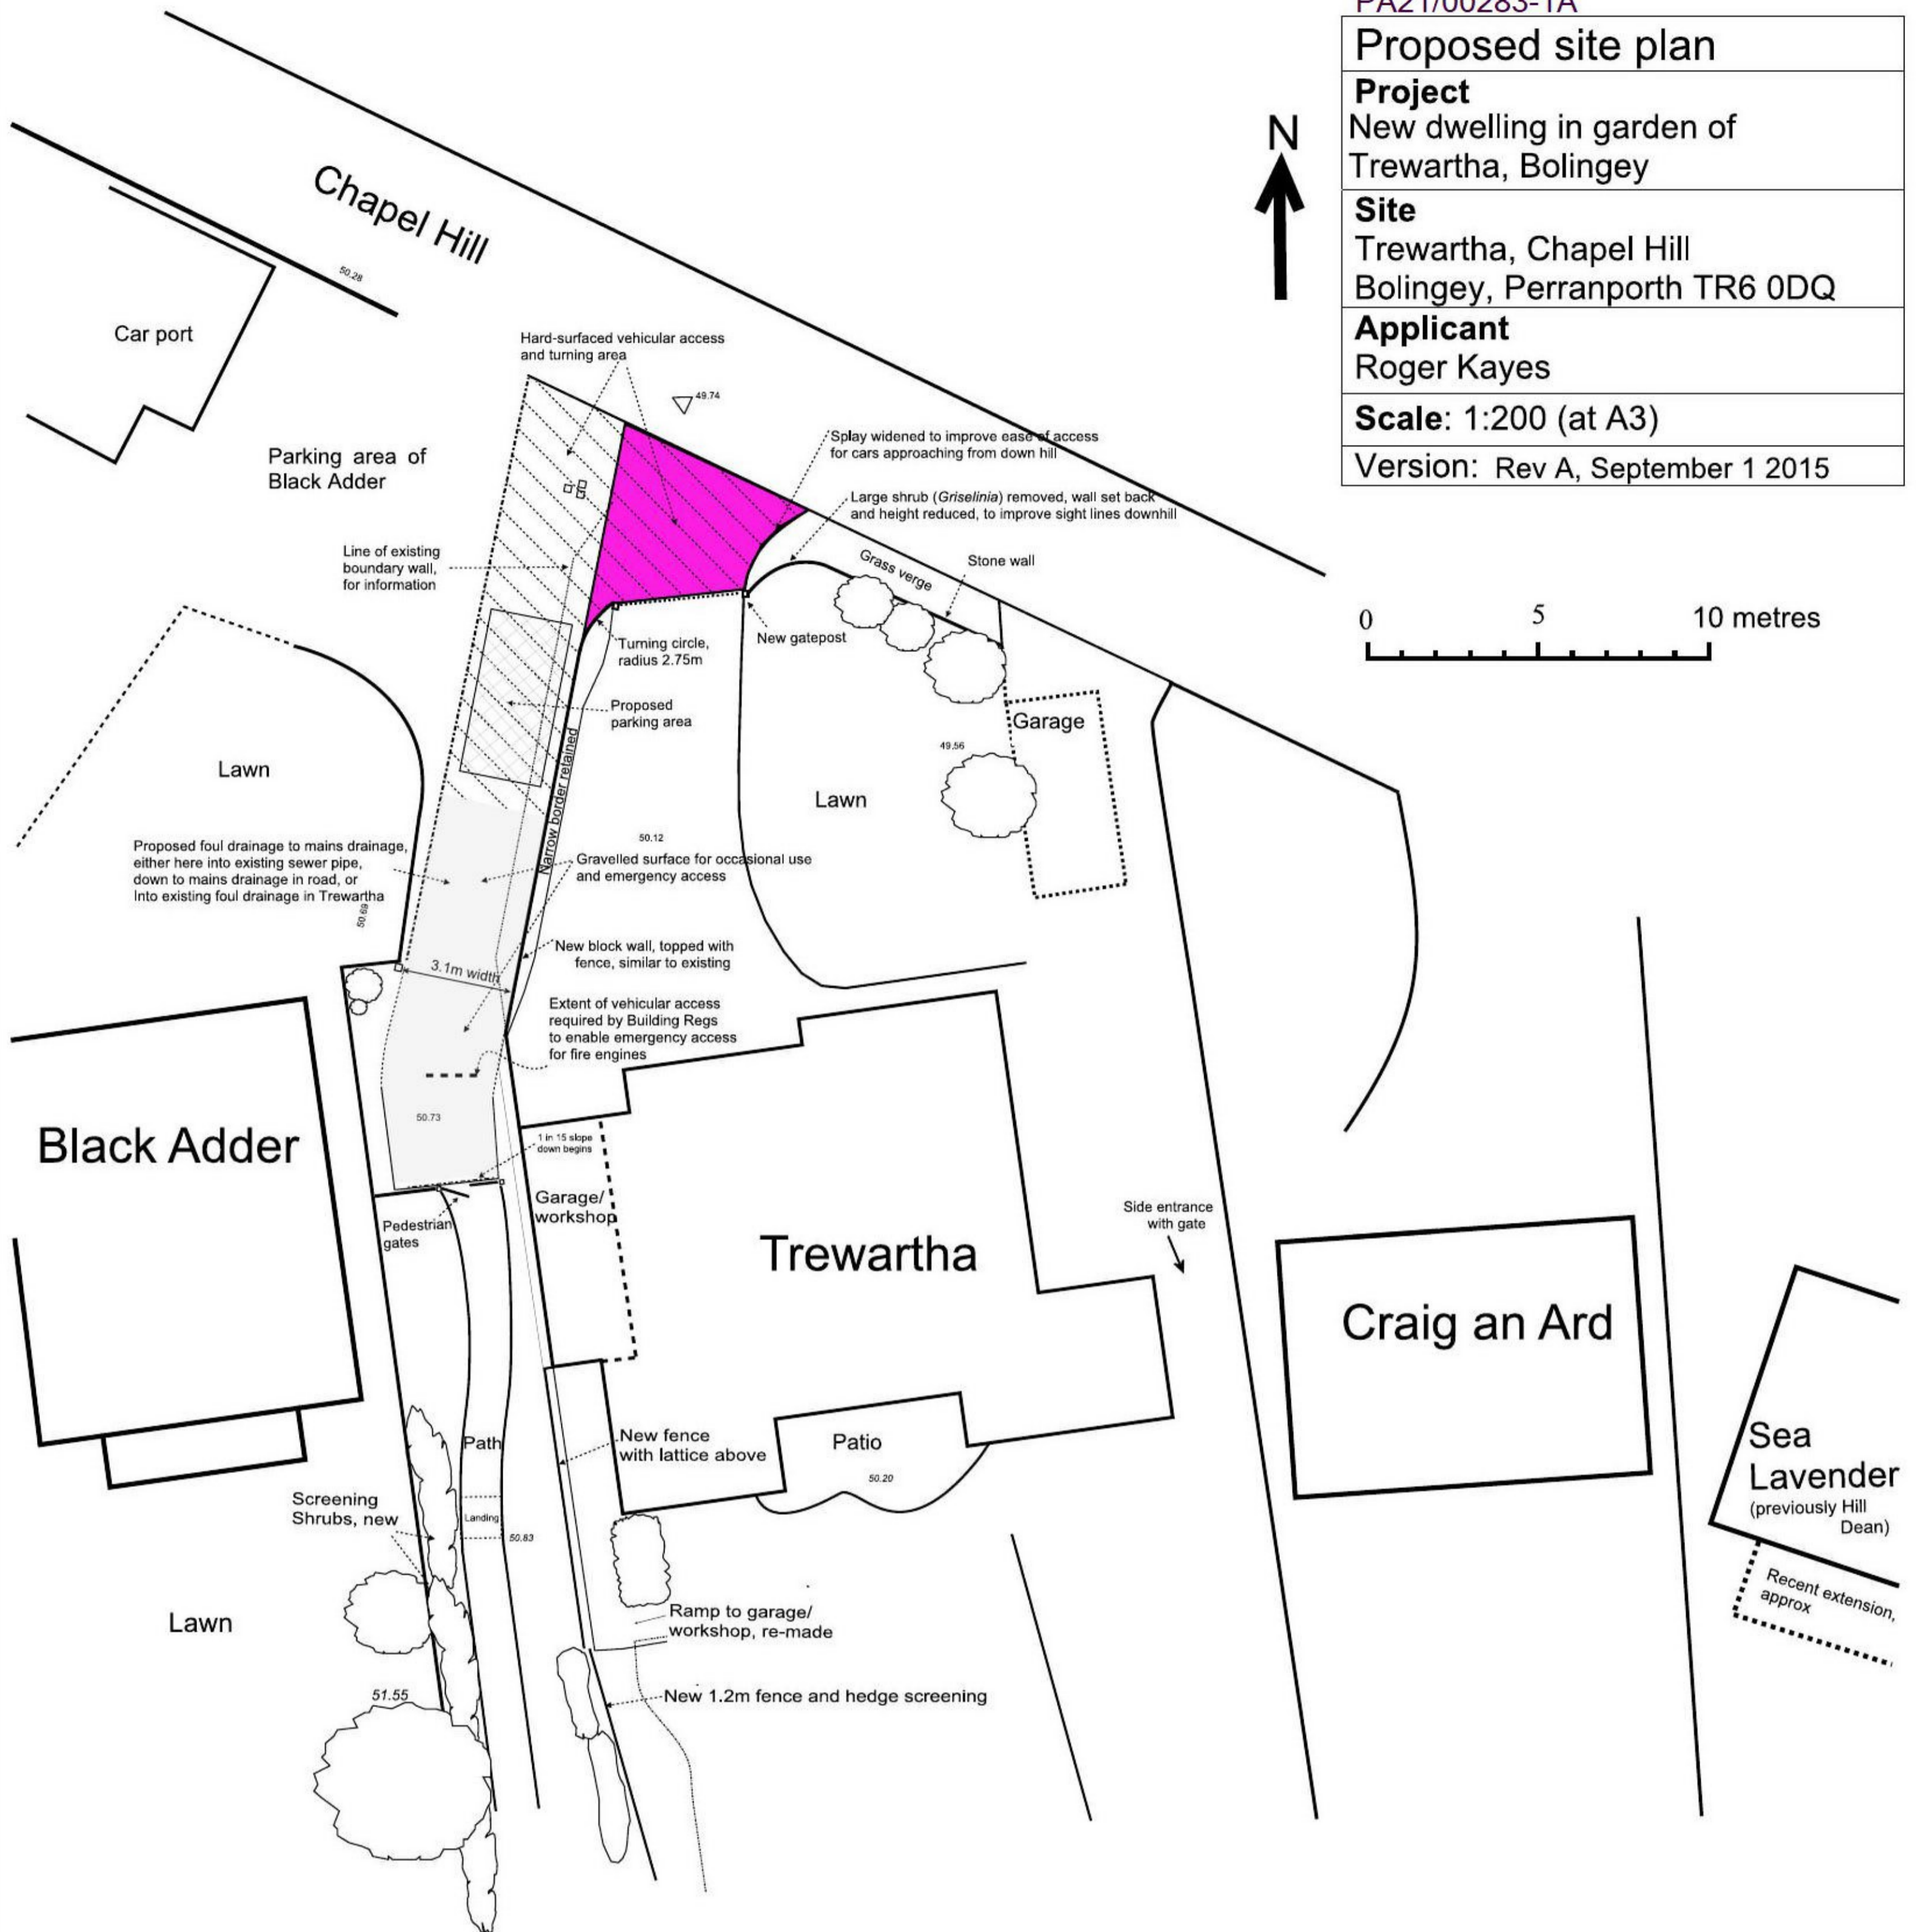 PA21/00283-1A
Proposed site plan
Project
New dwelling in garden of
Trewartha, Bolingey
Site
Trewartha, Chapel Hill
Bolingey, Perranporth TR6 0DQ
Applicant
Roger Kayes
Scale: 1:200 (at A3)
Version: Rev A, September 1 2015
N
0 5 10 metres
Chapel Hill
50.28
Car port
Hard-surfaced vehicular access
and turning area
49.74
Parking area of
Black Adder
Splay widened to improve ease of access
for cars approaching from down hill
Large shrub (Griselinia) removed, wall set back
and height reduced, to improve sight lines downhill
Line of existing
boundary wall,
for information
Grass verge
Stone wall
Turning circle,
radius 2.75m
New gatepost
Proposed
parking area
Garage
49.56
Lawn
Lawn
Narrow border retained
50.12
Proposed foul drainage to mains drainage,
either here into existing sewer pipe,
down to mains drainage in road, or
Into existing foul drainage in Trewartha
Gravelled surface for occasional use
and emergency access
50.69
New block wall, topped with
fence, similar to existing
3.1m width
Extent of vehicular access
required by Building Regs
to enable emergency access
for fire engines
50.73
Black Adder
1 in 15 slope
down begins
Garage/
workshop
Pedestrian
gates
Trewartha
Side entrance
with gate
Craig an Ard
Sea
Lavender
(previously Hill
Dean)
Recent extension,
approx
Path
New fence
with lattice above
Patio
50.20
Screening
Shrubs, new
Landing
50.83
Lawn
Ramp to garage/
workshop, re-made
51.55
New 1.2m fence and hedge screening